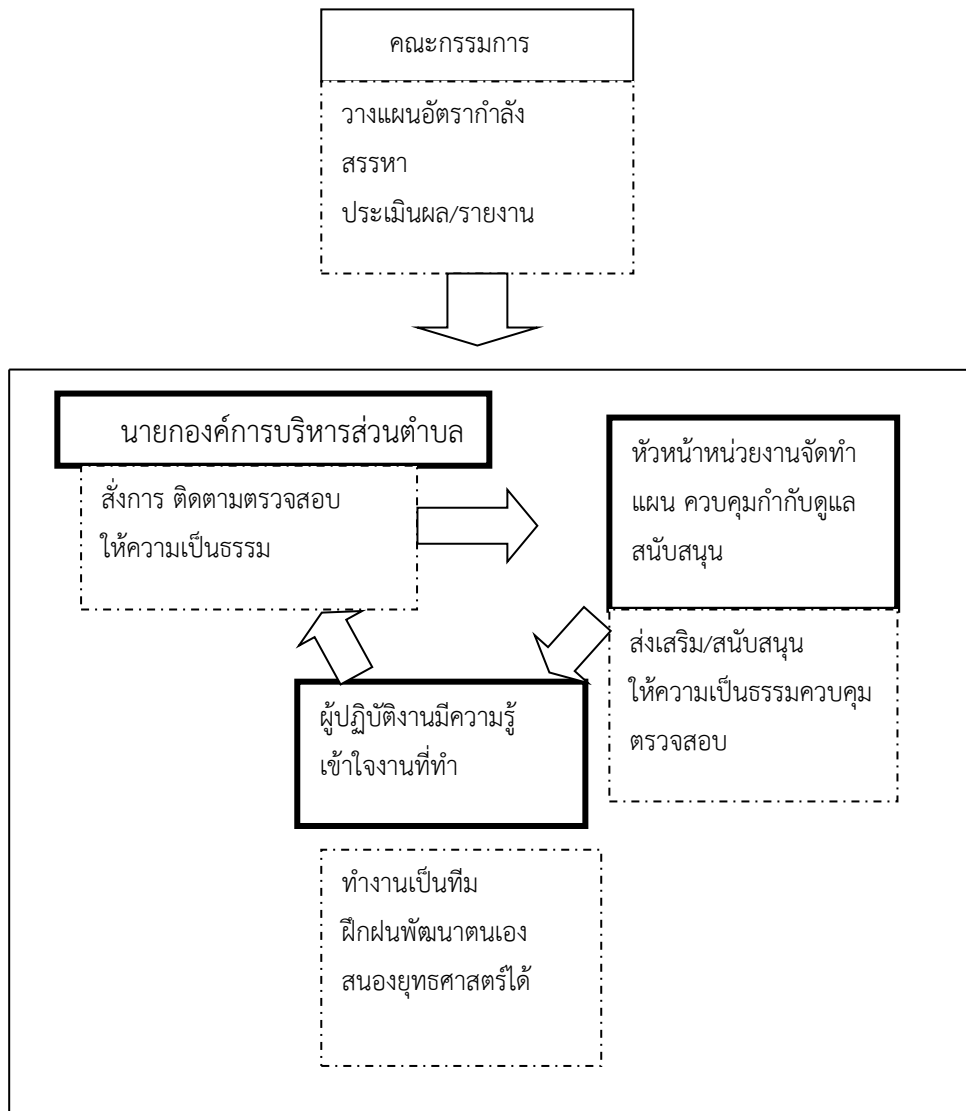 คณะกรรมการ
วางแผนอัตรากำลัง
สรรหา
ประเมินผล/รายงาน
นายกองค์การบริหารส่วนตำบล
สั่งการ ติดตามตรวจสอบ
ให้ความเป็นธรรม
หัวหน้าหน่วยงานจัดทำ
แผน ควบคุมกำกับดูแล
สนับสนุน
ส่งเสริม/สนับสนุน
ให้ความเป็นธรรมควบคุม
ตรวจสอบ
ผู้ปฏิบัติงานมีความรู้
เข้าใจงานที่ทำ
ทำงานเป็นทีม
ฝึกฝนพัฒนาตนเอง
สนองยุทธศาสตร์ได้